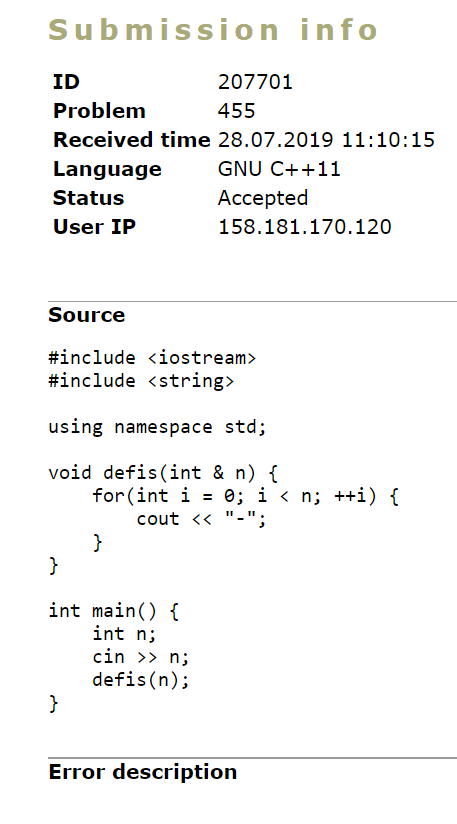 Submission info
ID 207701
Problem 455
Received time 28.07.2019 11:10:15
Language GNU C++11
Status Accepted
User IP 158.181.170.120
Source
#include <iostream>
#include <string>
using namespace std;
void defis(int & n) {
    for(int i = 0; i < n; ++i) {
        cout << "-";
    }
}
int main() {
    int n;
    cin >> n;
    defis(n);
}
Error description